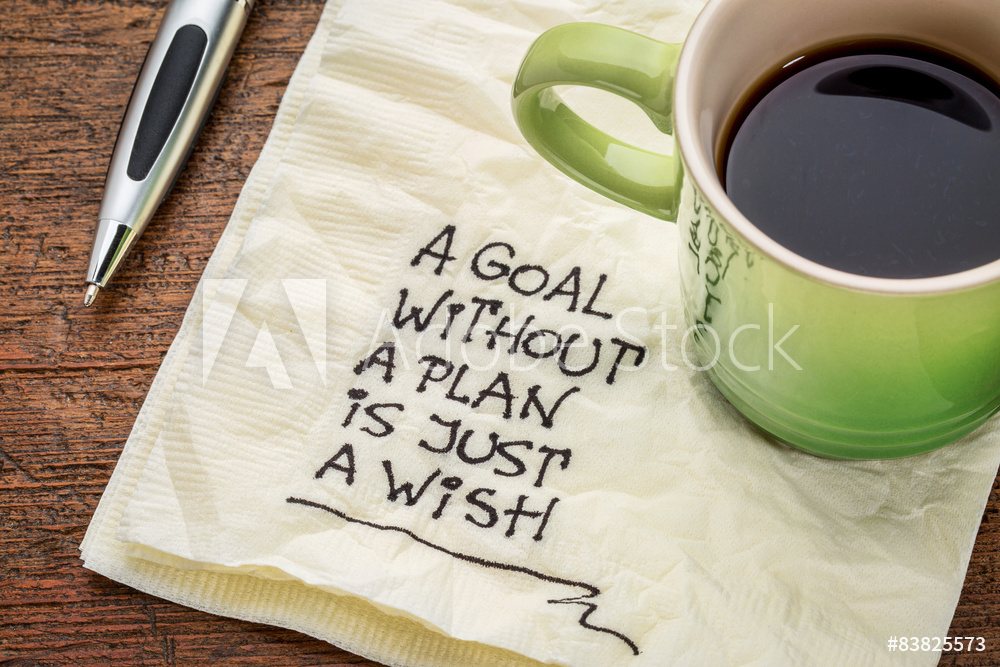 A GOAL
WITHOUT
A PLAN
iS JUST
A WiSH
Adobe Stock
# 83825573